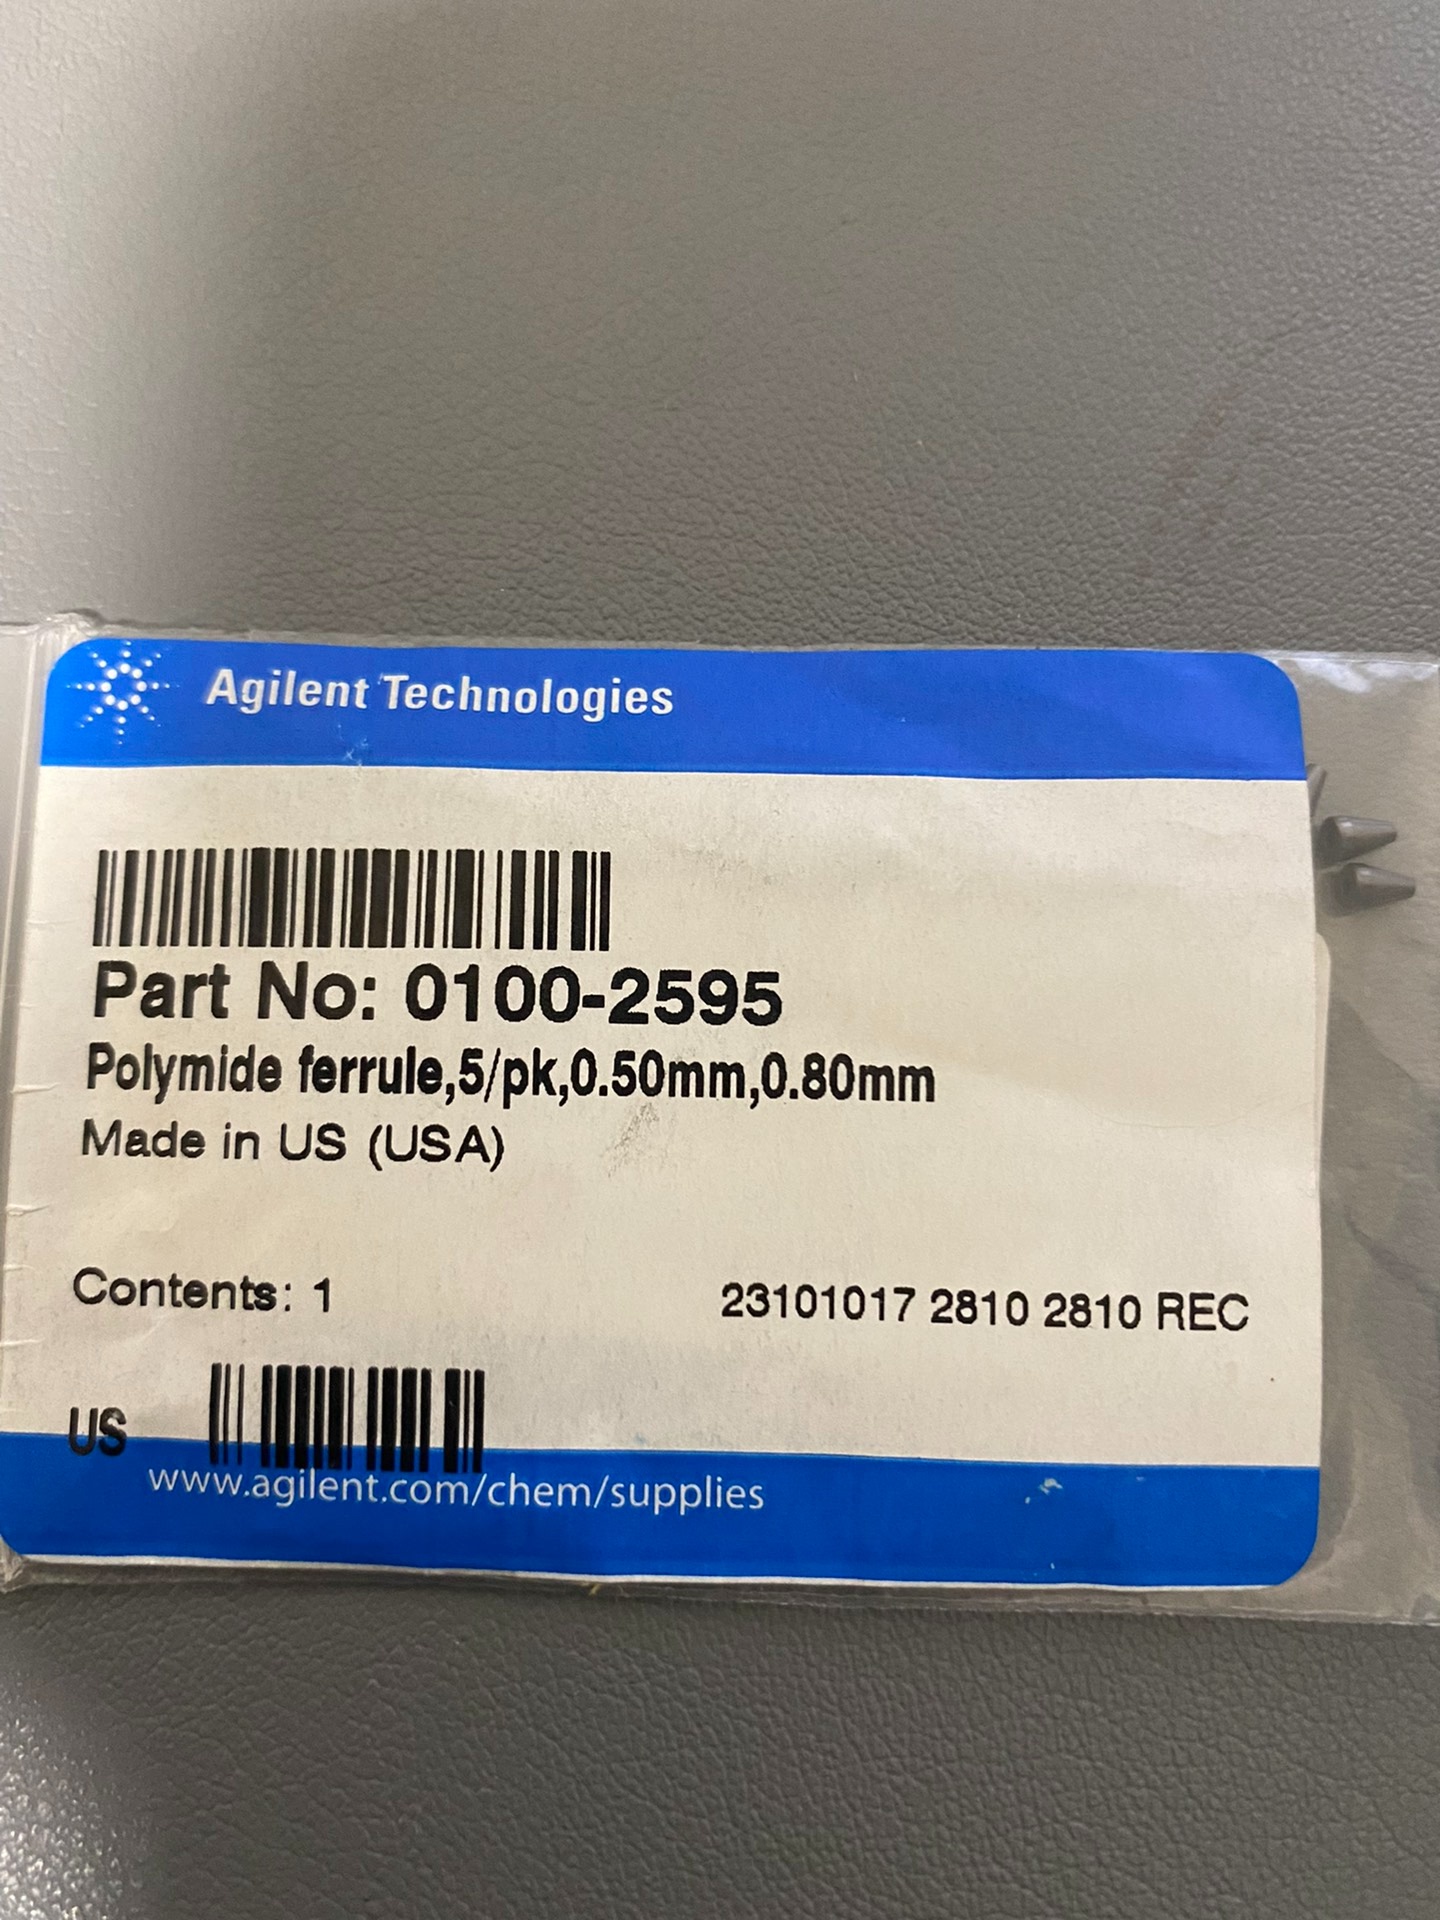 Agilent Technologies
Part No: 0100-2595
Polymide ferrule,5/pk,0.50mm,0.80mm
Made in US (USA)
Contents: 1
23101017 2810 2810 REC
US
www.agilent.com/chem/supplies